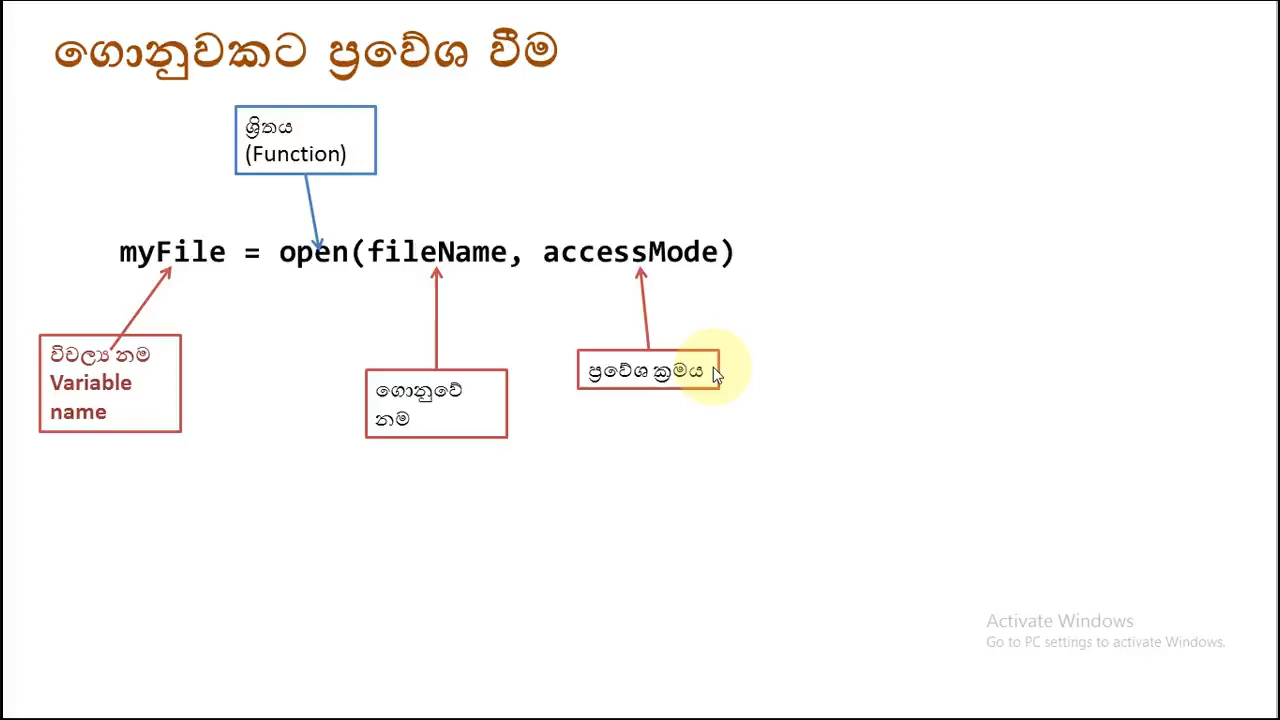 ගොනුවකට ප්‍රවේශ වීම
ශ්‍රිතය
(Function)
myFile = open(fileName, accessMode)
විචල්‍ය නම
Variable
name
ගොනුවේ
නම
ප්‍රවේශ ක්‍රමය
Activate Windows
Go to PC settings to activate Windows.